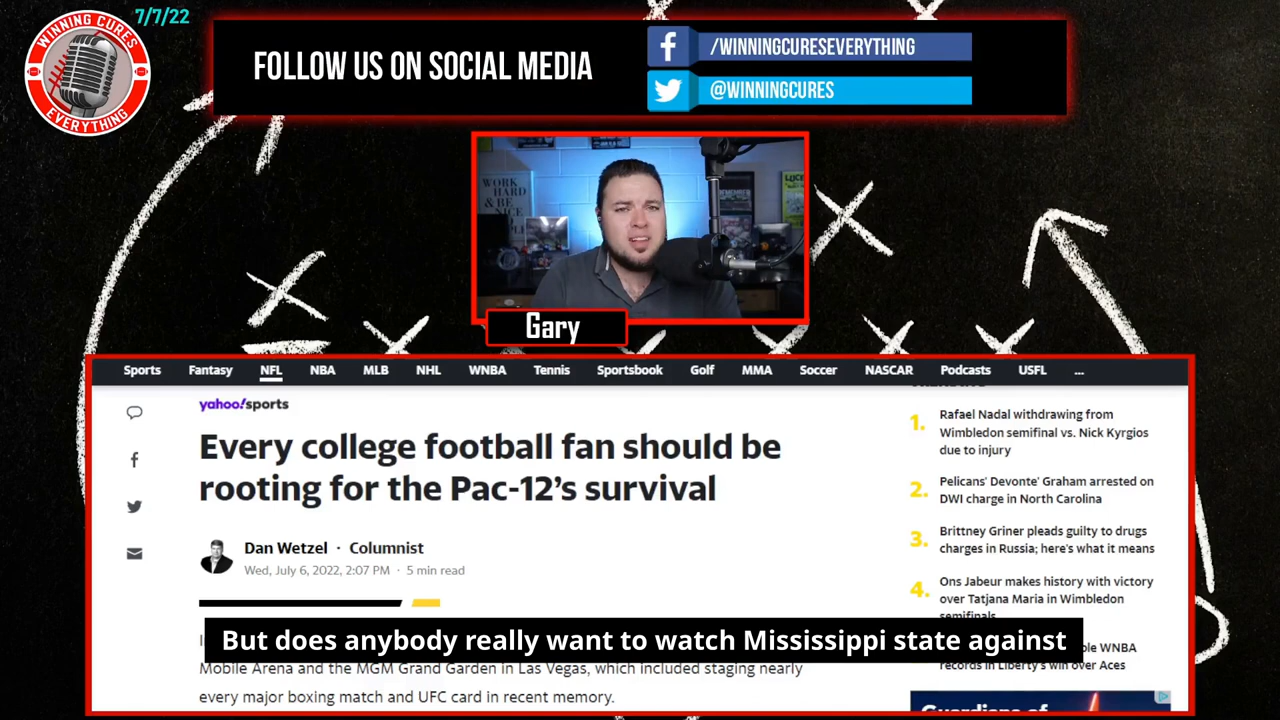 7/7/22
WINNING CURES
EVERYTHING
FOLLOW US ON SOCIAL MEDIA
/WINNINGCURESEVERYTHING
@WINNINGCURES
WORK
HARD
& BE
NICE
Gary
Sports Fantasy NFL NBA MLB NHL WNBA Tennis Sportsbook Golf MMA Soccer NASCAR Podcasts USFL ...
yahoo!sports
Every college football fan should be
rooting for the Pac-12's survival
Dan Wetzel · Columnist
Wed, July 6, 2022, 2:07 PM · 5 min read
But does anybody really want to watch Mississippi state against
Mobile Arena and the MGM Grand Garden in Las Vegas, which included staging nearly
every major boxing match and UFC card in recent memory.
1. Rafael Nadal withdrawing from
Wimbledon semifinal vs. Nick Kyrgios
due to injury
2. Pelicans' Devonte' Graham arrested on
DWI charge in North Carolina
3. Brittney Griner pleads guilty to drugs
charges in Russia; here's what it means
4. Ons Jabeur makes history with victory
over Tatjana Maria in Wimbledon
semifinals
WNBA
records in Liberty's win over Aces
Guardians of